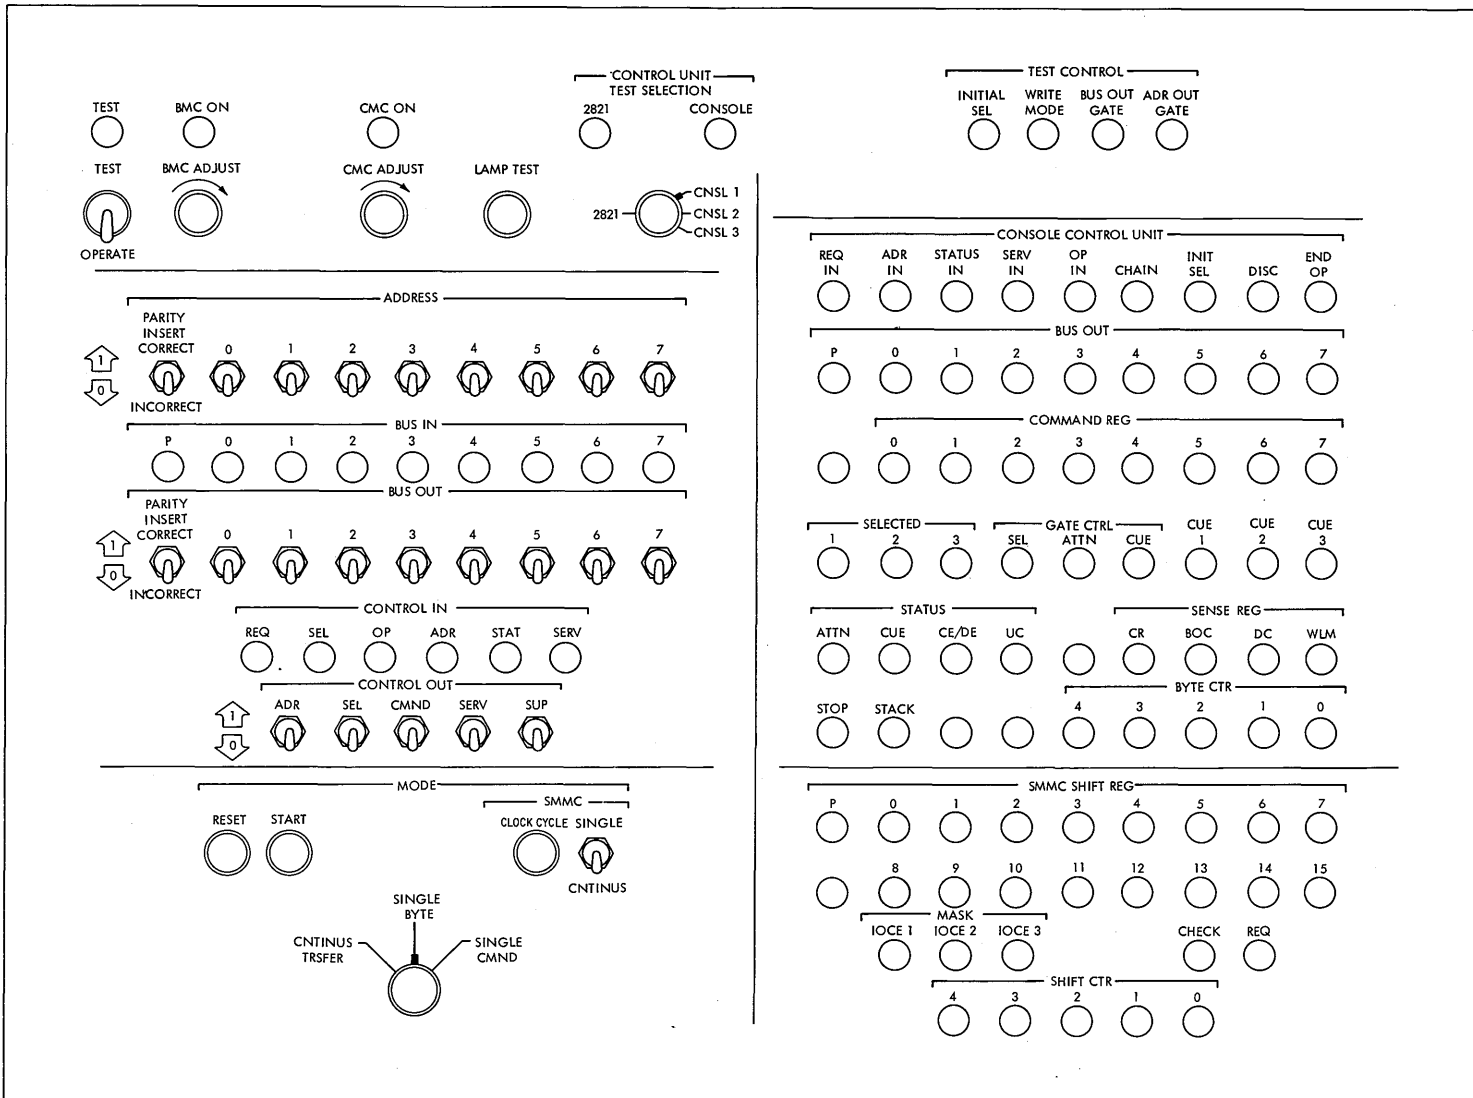 CONTROL UNIT
TEST SELECTION
TEST BMC ON CMC ON 2821 CONSOLE
TEST BMC ADJUST CMC ADJUST LAMP TEST
CNSL 1
2821 CNSL 2
CNSL 3
OPERATE
ADDRESS
PARITY
INSERT
CORRECT 0 1 2 3 4 5 6 7
1
0
INCORRECT
BUS IN
P 0 1 2 3 4 5 6 7
BUS OUT
PARITY
INSERT
CORRECT 0 1 2 3 4 5 6 7
1
0
INCORRECT
CONTROL IN
REQ SEL OP ADR STAT SERV
CONTROL OUT
ADR SEL CMND SERV SUP
1
0
MODE
SMMC
RESET START CLOCK CYCLE SINGLE
CNTINUS
SINGLE
BYTE
CNTINUS
TRSFER
SINGLE
CMND
TEST CONTROL
INITIAL
SEL
WRITE
MODE
BUS OUT
GATE
ADR OUT
GATE
CONSOLE CONTROL UNIT
REQ
IN
ADR
IN
STATUS
IN
SERV
IN
OP
IN
CHAIN
INIT
SEL
DISC
END
OP
BUS OUT
P 0 1 2 3 4 5 6 7
COMMAND REG
0 1 2 3 4 5 6 7
SELECTED
1 2 3
GATE CTRL
SEL ATTN CUE
CUE
1
CUE
2
CUE
3
STATUS
ATTN CUE CE/DE UC
SENSE REG
CR BOC DC WLM
BYTE CTR
STOP STACK 4 3 2 1 0
SMMC SHIFT REG
P 0 1 2 3 4 5 6 7
8 9 10 11 12 13 14 15
MASK
IOCE 1 IOCE 2 IOCE 3 CHECK REQ
SHIFT CTR
4 3 2 1 0